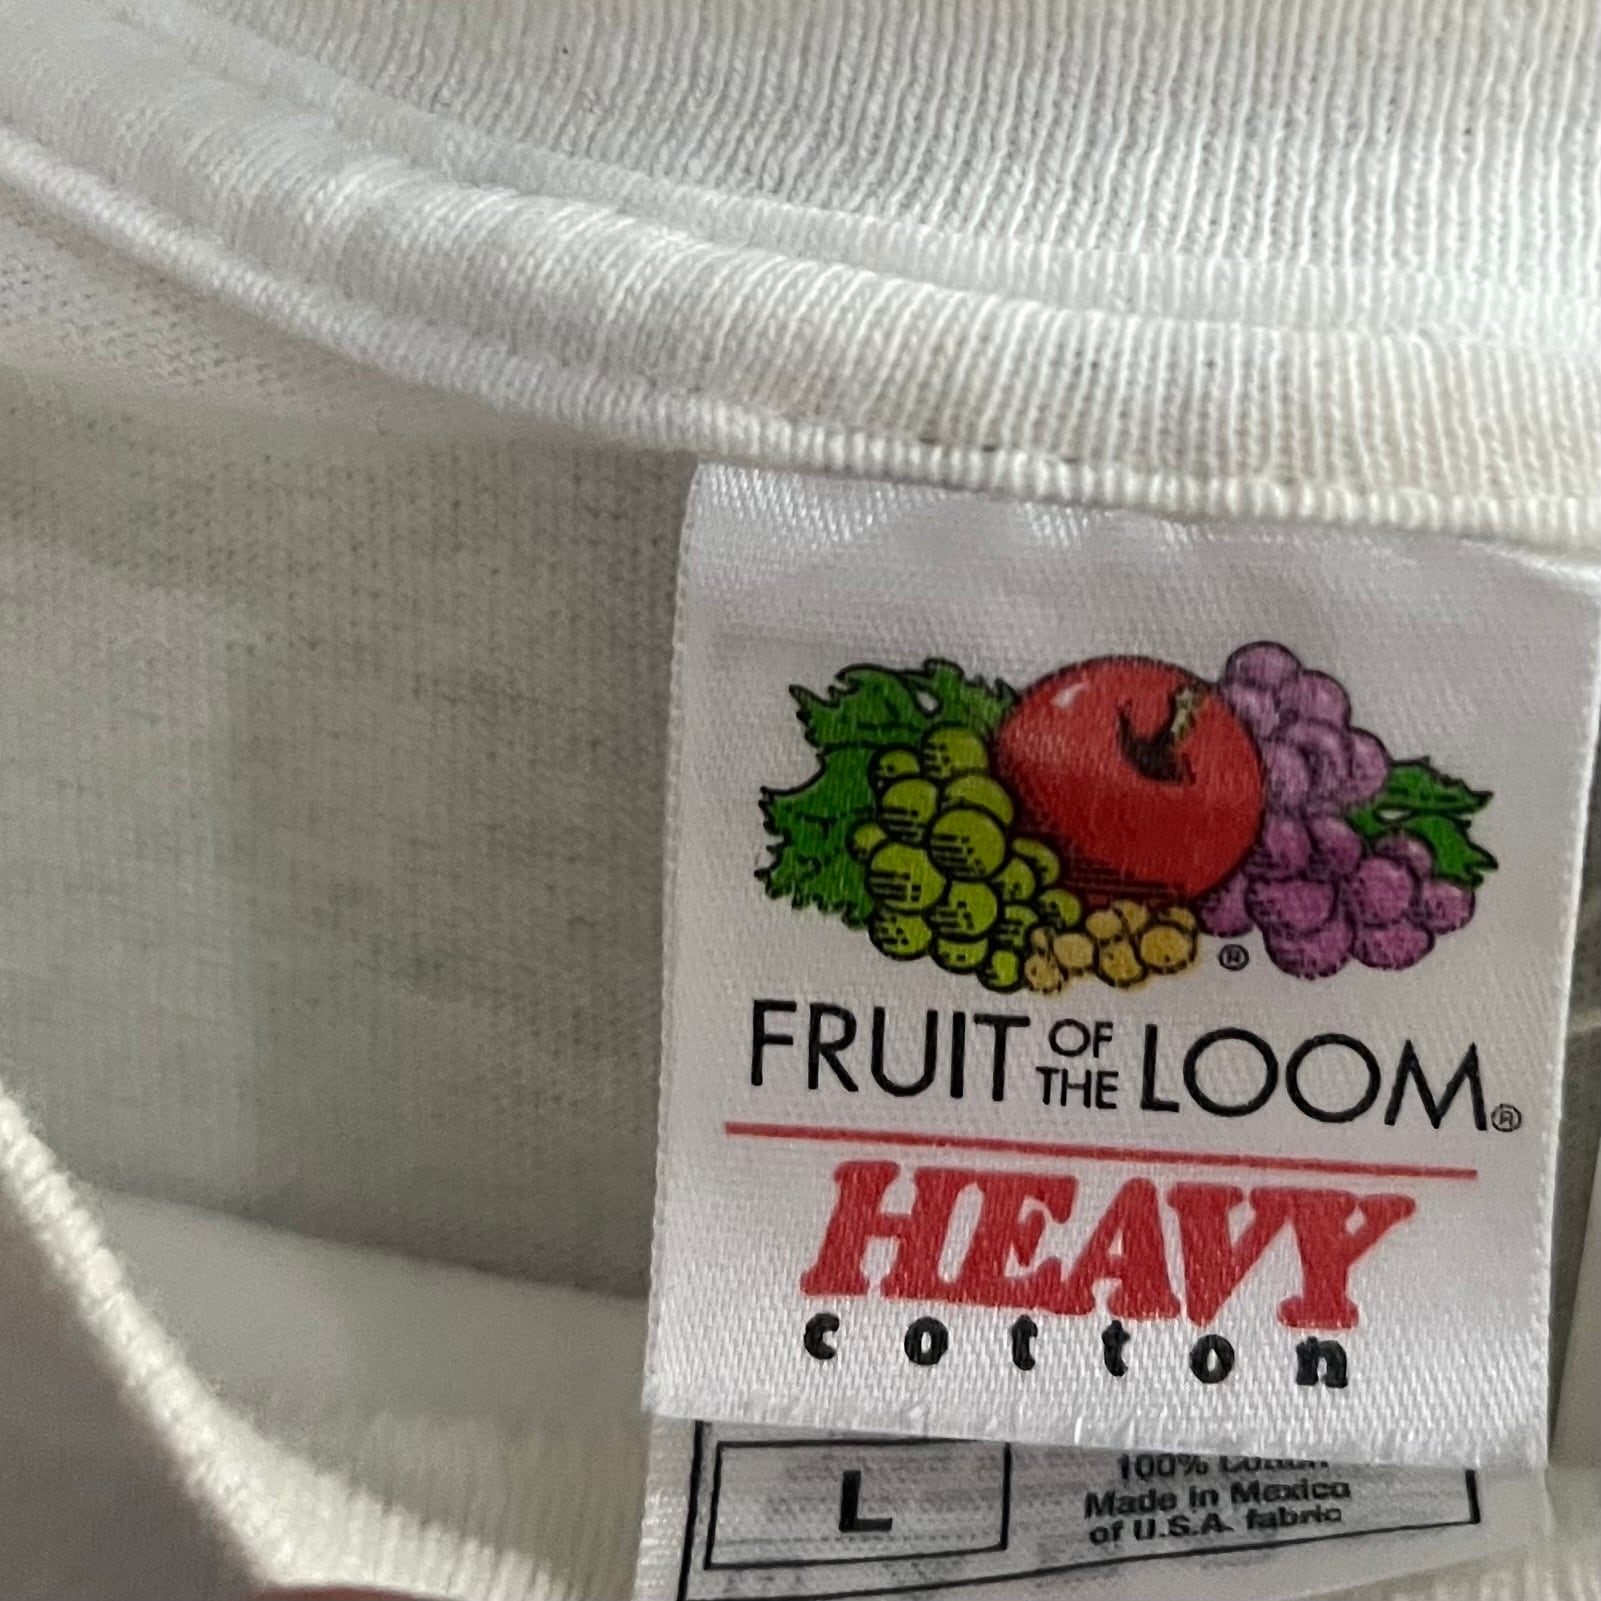 ®
FRUIT OF THE LOOM®
HEAVY
cotton
L
100% Cotton
Made in Mexico
of U.S.A. fabric